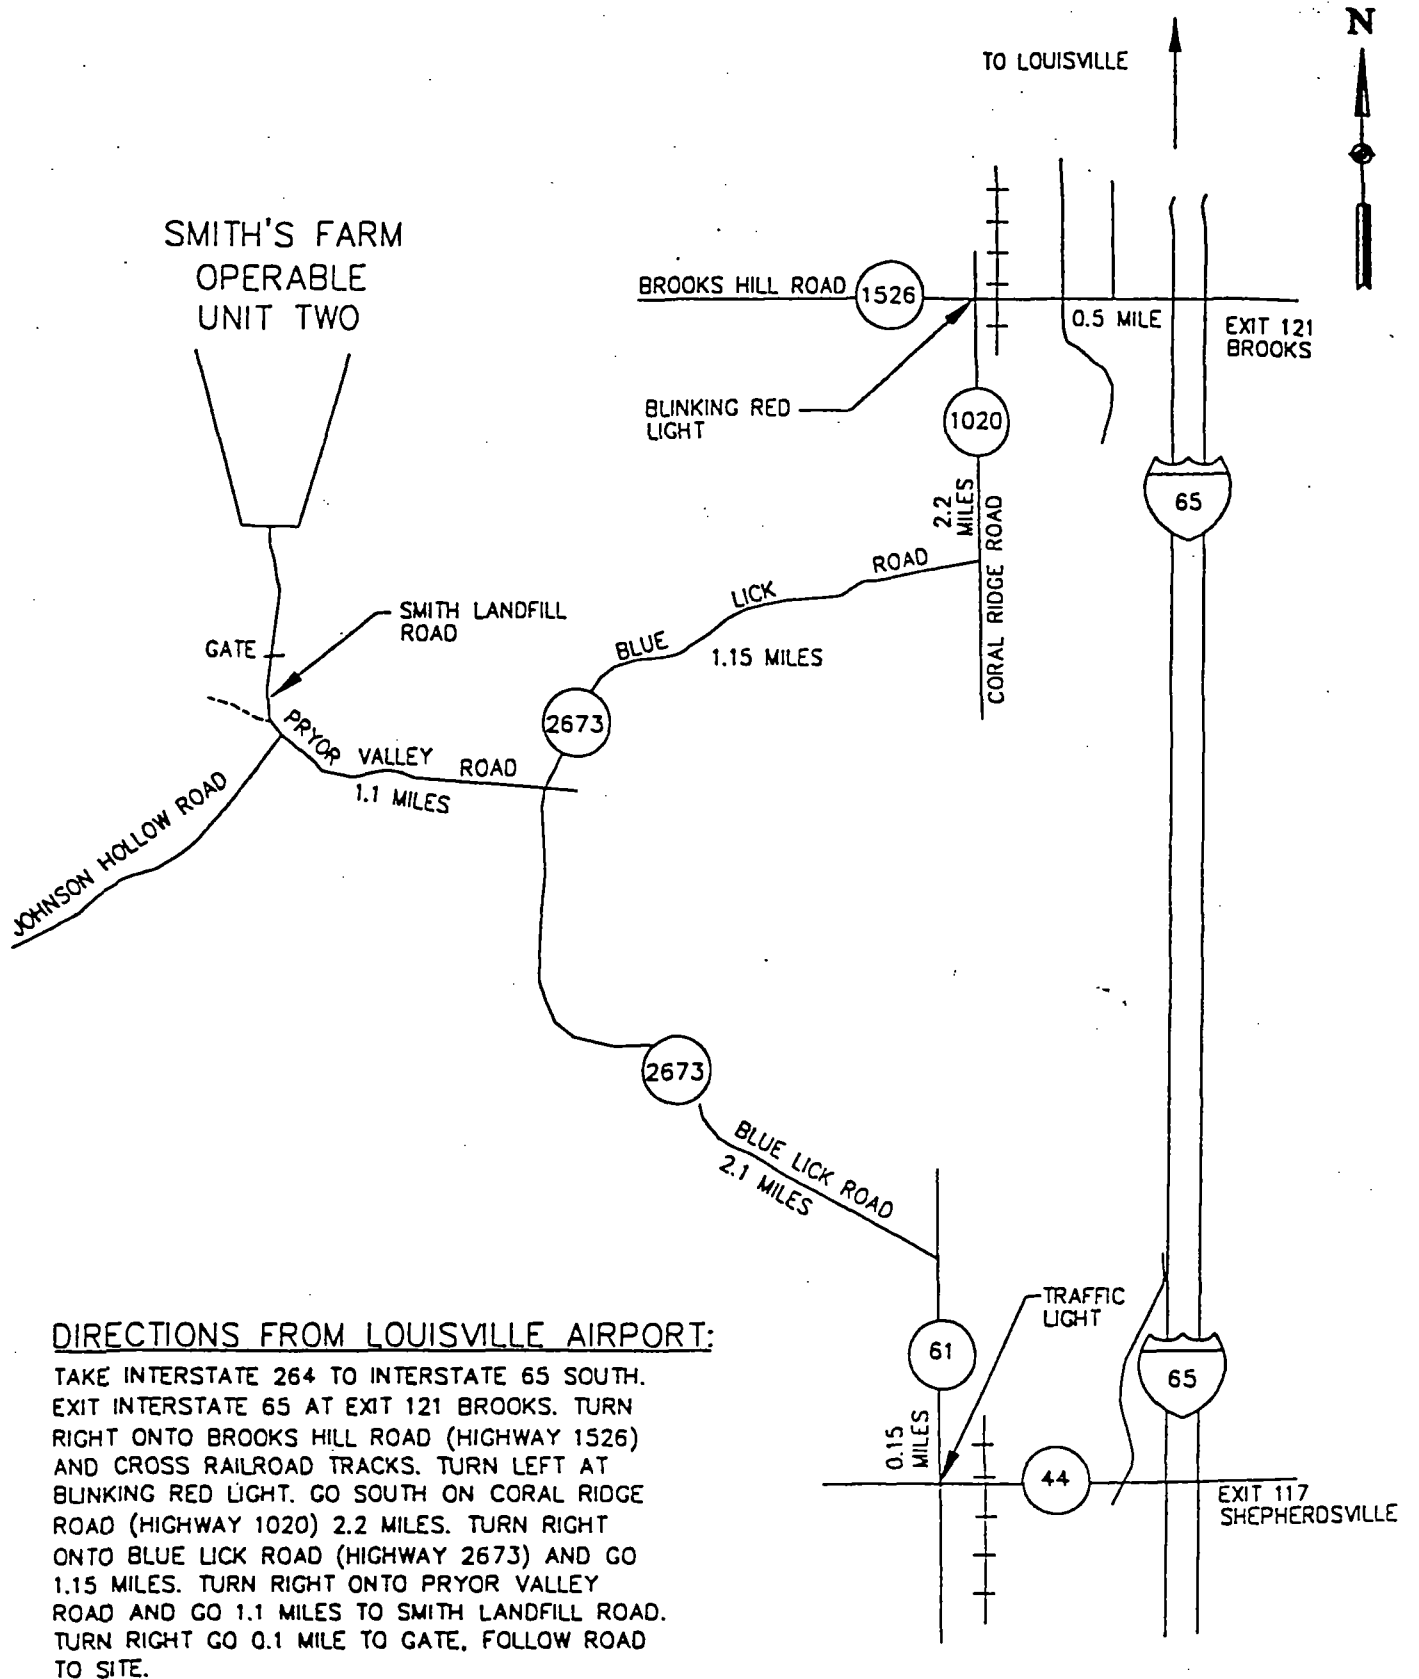 N
TO LOUISVILLE
SMITH'S FARM
OPERABLE
UNIT TWO
BROOKS HILL ROAD
1526
0.5 MILE
EXIT 121
BROOKS
BLINKING RED
LIGHT
1020
2.2
MILES
CORAL RIDGE ROAD
65
BLUE LICK ROAD
1.15 MILES
SMITH LANDFILL
ROAD
GATE
2673
PRYOR VALLEY ROAD
1.1 MILES
JOHNSON HOLLOW ROAD
2673
BLUE LICK ROAD
2.1 MILES
TRAFFIC
LIGHT
61
65
0.15
MILES
44
EXIT 117
SHEPHERDSVILLE
DIRECTIONS FROM LOUISVILLE AIRPORT:
TAKE INTERSTATE 264 TO INTERSTATE 65 SOUTH.
EXIT INTERSTATE 65 AT EXIT 121 BROOKS. TURN
RIGHT ONTO BROOKS HILL ROAD (HIGHWAY 1526)
AND CROSS RAILROAD TRACKS. TURN LEFT AT
BLINKING RED LIGHT. GO SOUTH ON CORAL RIDGE
ROAD (HIGHWAY 1020) 2.2 MILES. TURN RIGHT
ONTO BLUE LICK ROAD (HIGHWAY 2673) AND GO
1.15 MILES. TURN RIGHT ONTO PRYOR VALLEY
ROAD AND GO 1.1 MILES TO SMITH LANDFILL ROAD.
TURN RIGHT GO 0.1 MILE TO GATE. FOLLOW ROAD
TO SITE.